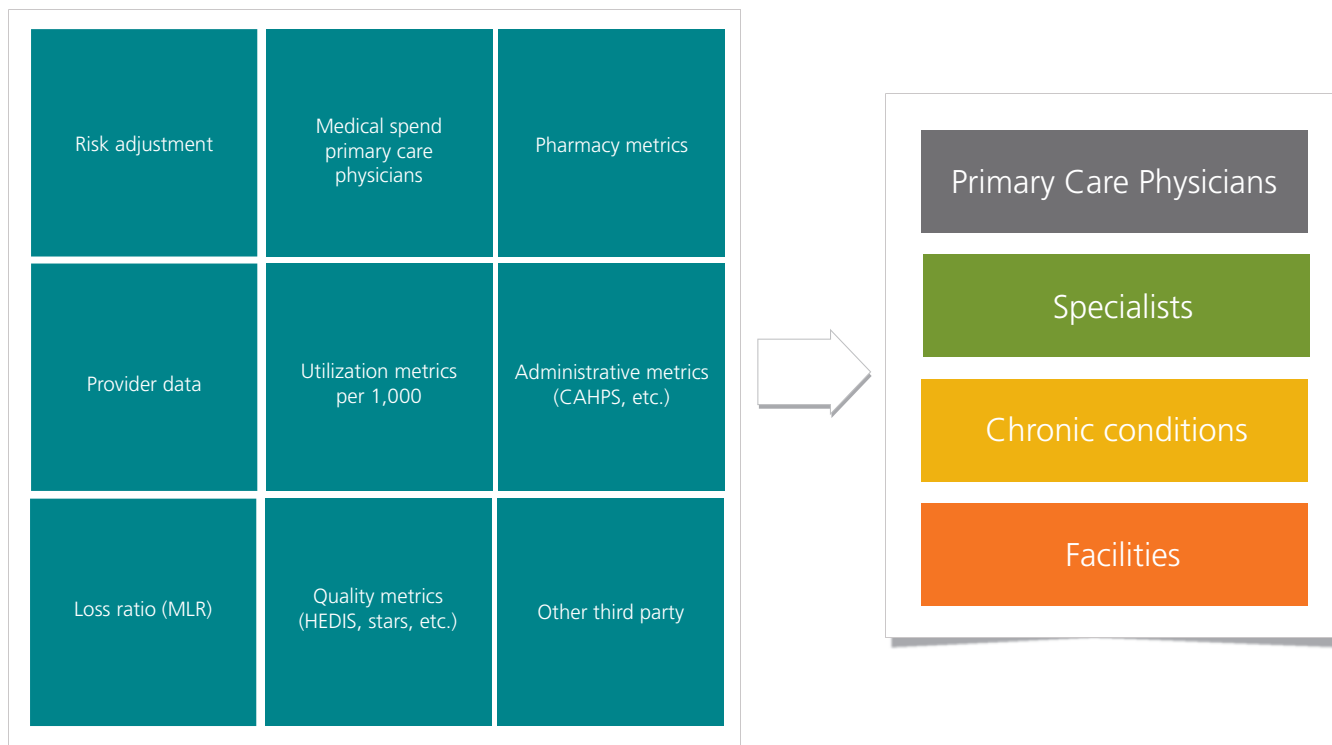 Risk adjustment
Medical spend
primary care
physicians
Pharmacy metrics
Provider data
Utilization metrics
per 1,000
Administrative metrics
(CAHPS, etc.)
Loss ratio (MLR)
Quality metrics
(HEDIS, stars, etc.)
Other third party
Primary Care Physicians
Specialists
Chronic conditions
Facilities